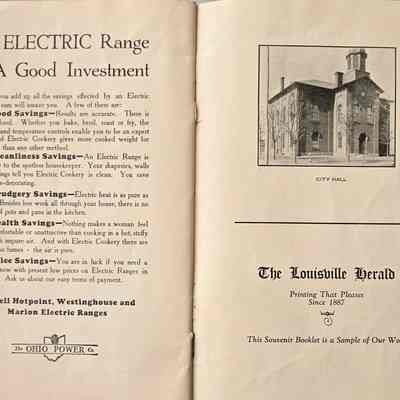 ELECTRIC Range
A Good Investment
you add up all the savings effected by an Electric
will amaze you. A few of these are:
ood Savings—Results are accurate. There is
food. Whether you bake, broil, roast or fry, the
and temperature controls enable you to be an expert
d Electric Cookery gives more cooked weight for
than any other method.
leanliness Savings—An Electric Range is
to the spotless housekeeper. Your draperies, walls
ings tell you Electric Cookery is clean. You save
e-decorating.
rudgery Savings—Electric heat is as pure as
Besides less work all through your house, there is no
d pots and pans in the kitchen.
ealth Savings—Nothing makes a woman feel
mfortable or unattractive than cooking in a hot, stuffy
h impure air. And with Electric Cookery there are
o fumes - the air is pure.
ice Savings—You are in luck if you need a
now with present low prices on Electric Ranges in
Ask us about our easy terms of payment.
ell Hotpoint, Westinghouse and
Marion Electric Ranges
The OHIO POWER Co.
CITY HALL
The Louisville Herald
Printing That Pleases
Since 1887
This Souvenir Booklet is a Sample of Our Wo